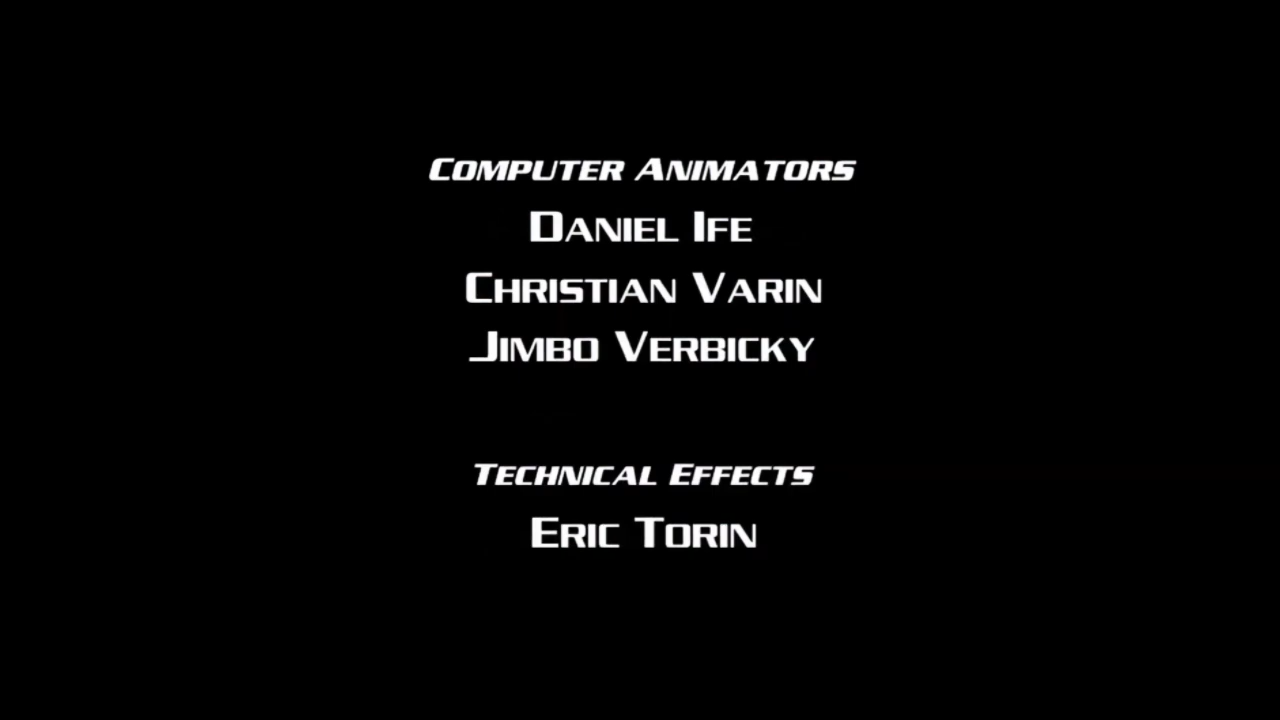 Computer Animators
Daniel Ife
Christian Varin
Jimbo Verbicky
Technical Effects
Eric Torin